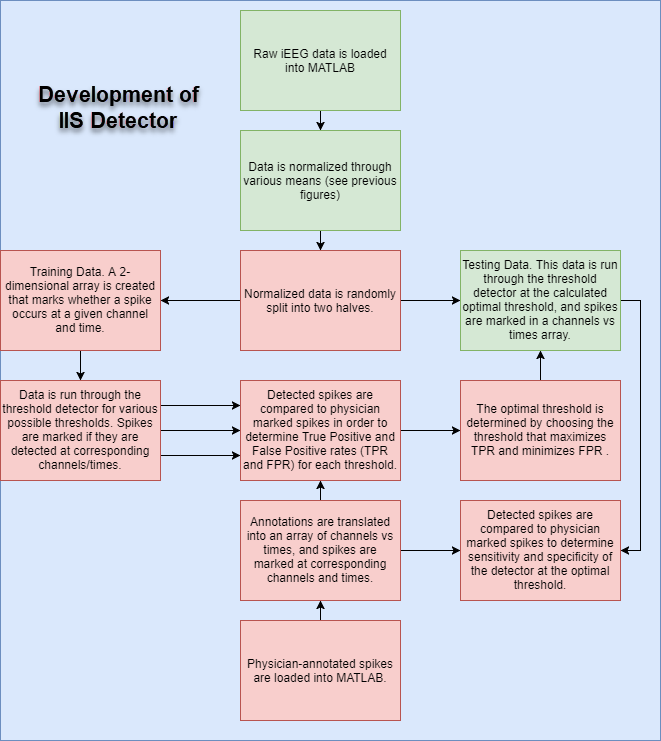 Development of
IIS Detector
Raw iEEG data is loaded
into MATLAB
Data is normalized through
various means (see previous
figures)
Training Data. A 2-
dimensional array is created
that marks whether a spike
occurs at a given channel
and time.
Normalized data is randomly
split into two halves.
Testing Data. This data is run
through the threshold
detector at the calculated
optimal threshold, and spikes
are marked in a channels vs
times array.
Data is run through the
threshold detector for various
possible thresholds. Spikes
are marked if they are
detected at corresponding
channels/times.
Detected spikes are
compared to physician
marked spikes in order to
determine True Positive and
False Positive rates (TPR
and FPR) for each threshold.
The optimal threshold is
determined by choosing the
threshold that maximizes
TPR and minimizes FPR .
Annotations are translated
into an array of channels vs
times, and spikes are
marked at corresponding
channels and times.
Detected spikes are
compared to physician
marked spikes to determine
sensitivity and specificity of
the detector at the optimal
threshold.
Physician-annotated spikes
are loaded into MATLAB.